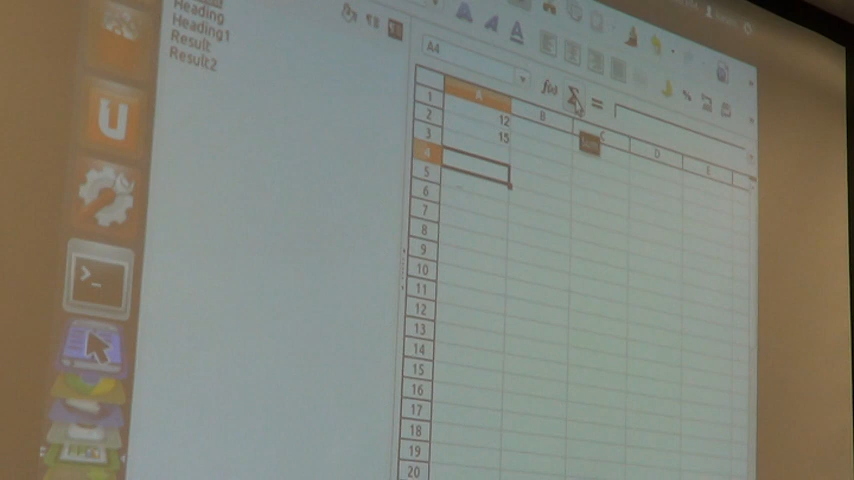 Heading
Heading1
Result
Result2
A4
f(x) Σ =
A B C D E
1
2 12
3 15
4
5
6
7
8
9
10
11
12
13
14
15
16
17
18
19
20
Sum